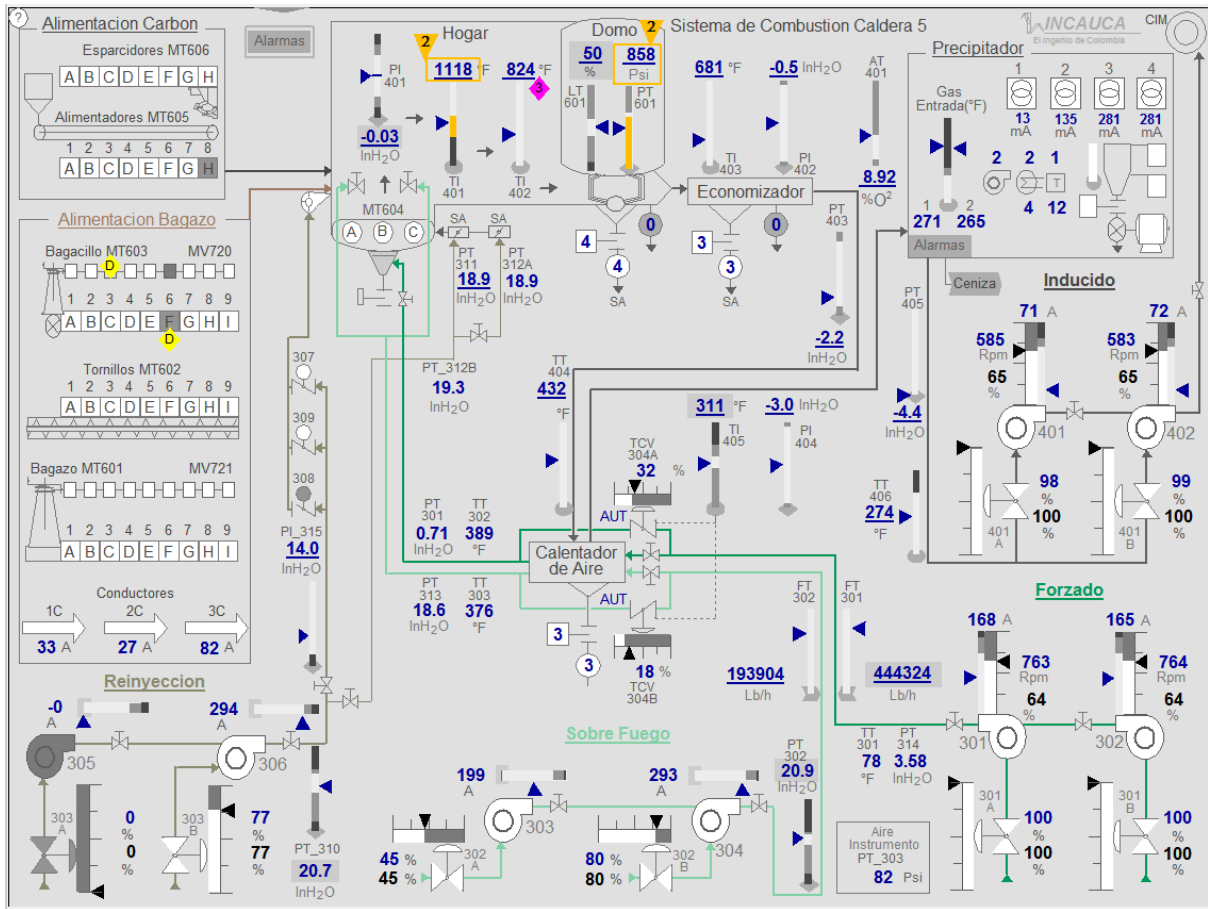 ?
Alimentacion Carbon
Esparcidores MT606
A B C D E F G H
Alimentadores MT605
1 2 3 4 5 6 7 8
A B C D E F G H
Alimentacion Bagazo
Bagacillo MT603 MV720
D
1 2 3 4 5 6 7 8 9
A B C D E F G H I
D
Tornillos MT602
1 2 3 4 5 6 7 8 9
A B C D E F G H I
Bagazo MT601 MV721
1 2 3 4 5 6 7 8 9
A B C D E F G H I
Conductores
1C 2C 3C
33 A 27 A 82 A
Alarmas
Sistema de Combustion Caldera 5
INCAUCA
El Ingenio de Colombia
CIM
PI
401
-0.03
InH2O
Hogar
2
1118 °F
TI
401
824 °F
3
TI
402
Domo
2
50
%
LT
601
858
Psi
PT
601
681 °F
TI
403
-0.5 InH2O
PI
402
AT
401
8.92
%O²
Economizador
0
0
4
4
SA
3
3
SA
MT604
A B C
SA SA
PT
311
18.9
InH2O
PT
312A
18.9
InH2O
PT_312B
19.3
InH2O
PT
403
-2.2
InH2O
Precipitador
1 2 3 4
13
mA
135
mA
281
mA
281
mA
Gas
Entrada(°F)
2 2 1
T
4 12
1 2
271 265
Alarmas
Ceniza
PT
405
-4.4
InH2O
Inducido
71 A
585
Rpm
65
%
401
72 A
583
Rpm
65
%
402
98
%
100
%
401
A
99
%
100
%
401
B
307
309
308
PI_315
14.0
InH2O
TT
404
432
°F
311 °F
TI
405
-3.0 InH2O
PI
404
TCV
304A
32 %
AUT
TT
406
274
°F
PT
301
0.71
InH2O
TT
302
389
°F
Calentador
de Aire
PT
313
18.6
InH2O
TT
303
376
°F
AUT
3
3
18 %
TCV
304B
FT
302
193904
Lb/h
FT
301
444324
Lb/h
Forzado
168 A
763
Rpm
64
%
301
165 A
764
Rpm
64
%
302
TT
301
78
°F
PT
314
3.58
InH2O
301
A
100
%
100
%
301
B
100
%
100
%
Reinyeccion
-0
A
305
294
A
306
303
A
0
%
0
%
303
B
77
%
77
%
PT_310
20.7
InH2O
Sobre Fuego
199
A
303
293
A
304
302
A
45 %
45 %
302
B
80 %
80 %
PT
302
20.9
InH2O
Aire
Instrumento
PT_303
82 Psi